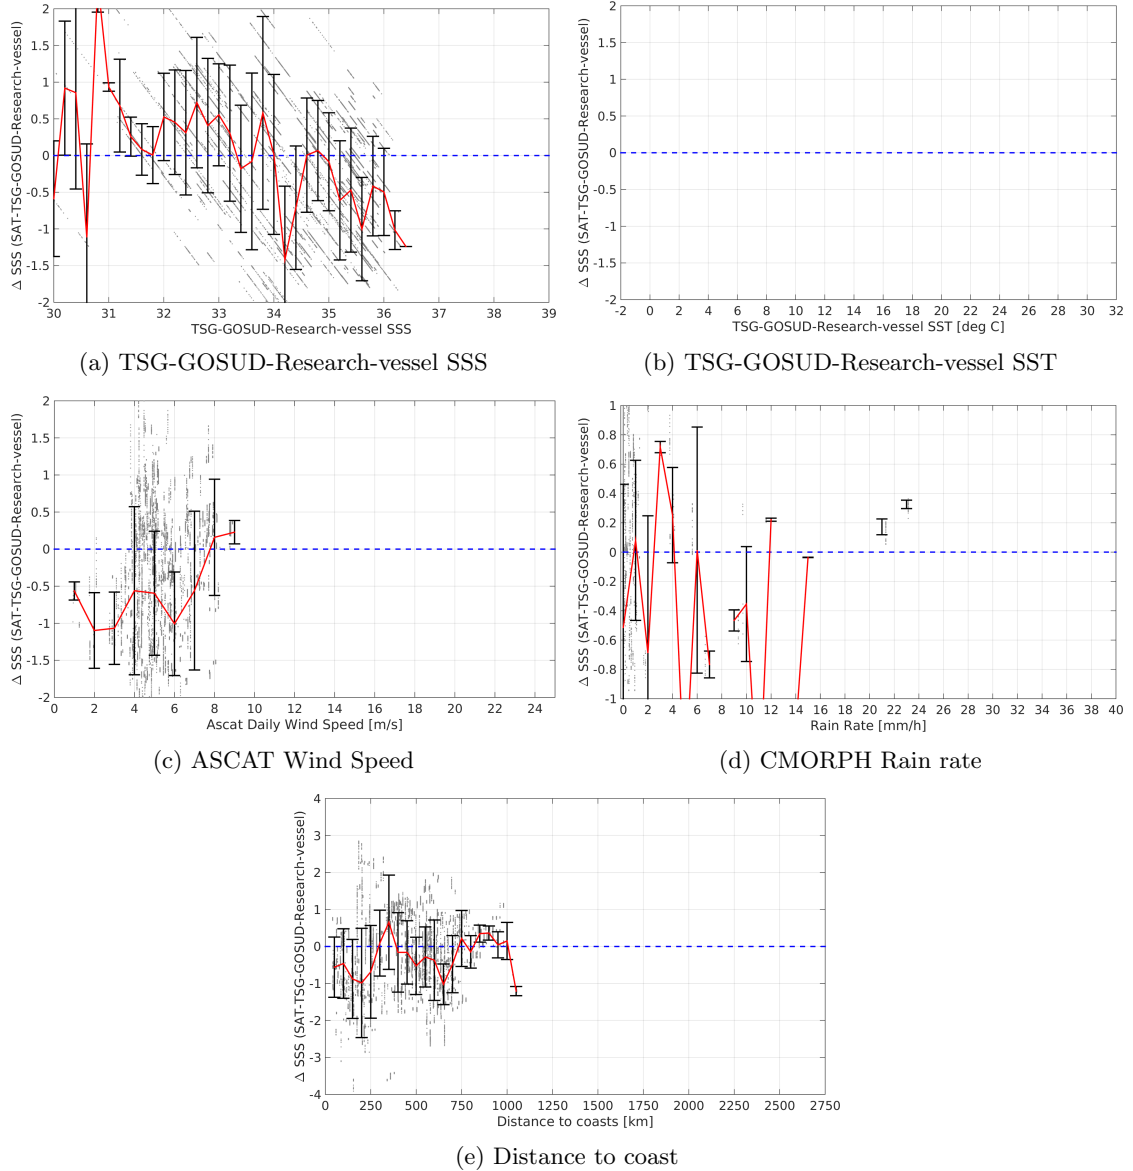 2
1.5
1
0.5
0
-0.5
-1
-1.5
-2
Δ SSS (SAT-TSG-GOSUD-Research-vessel)
30 31 32 33 34 35 36 37 38 39
TSG-GOSUD-Research-vessel SSS
(a) TSG-GOSUD-Research-vessel SSS
2
1.5
1
0.5
0
-0.5
-1
-1.5
-2
Δ SSS (SAT-TSG-GOSUD-Research-vessel)
-2 0 2 4 6 8 10 12 14 16 18 20 22 24 26 28 30 32
TSG-GOSUD-Research-vessel SST [deg C]
(b) TSG-GOSUD-Research-vessel SST
2
1.5
1
0.5
0
-0.5
-1
-1.5
-2
Δ SSS (SAT-TSG-GOSUD-Research-vessel)
0 2 4 6 8 10 12 14 16 18 20 22 24
Ascat Daily Wind Speed [m/s]
(c) ASCAT Wind Speed
1
0.8
0.6
0.4
0.2
0
-0.2
-0.4
-0.6
-0.8
-1
Δ SSS (SAT-TSG-GOSUD-Research-vessel)
0 2 4 6 8 10 12 14 16 18 20 22 24 26 28 30 32 34 36 38 40
Rain Rate [mm/h]
(d) CMORPH Rain rate
4
3
2
1
0
-1
-2
-3
-4
Δ SSS (SAT-TSG-GOSUD-Research-vessel)
0 250 500 750 1000 1250 1500 1750 2000 2250 2500 2750
Distance to coasts [km]
(e) Distance to coast